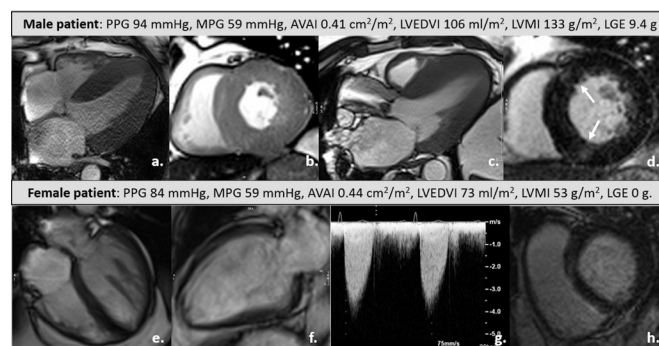 Male patient: PPG 94 mmHg, MPG 59 mmHg, AVAI 0.41 cm²/m², LVEDVI 106 ml/m², LVMI 133 g/m², LGE 9.4 g
a.
b.
c.
d.
Female patient: PPG 84 mmHg, MPG 59 mmHg, AVAI 0.44 cm²/m², LVEDVI 73 ml/m², LVMI 53 g/m², LGE 0 g.
m/s
-1.0
-2.0
-3.0
-4.0
-5.0
75mm/s
e.
f.
g.
h.